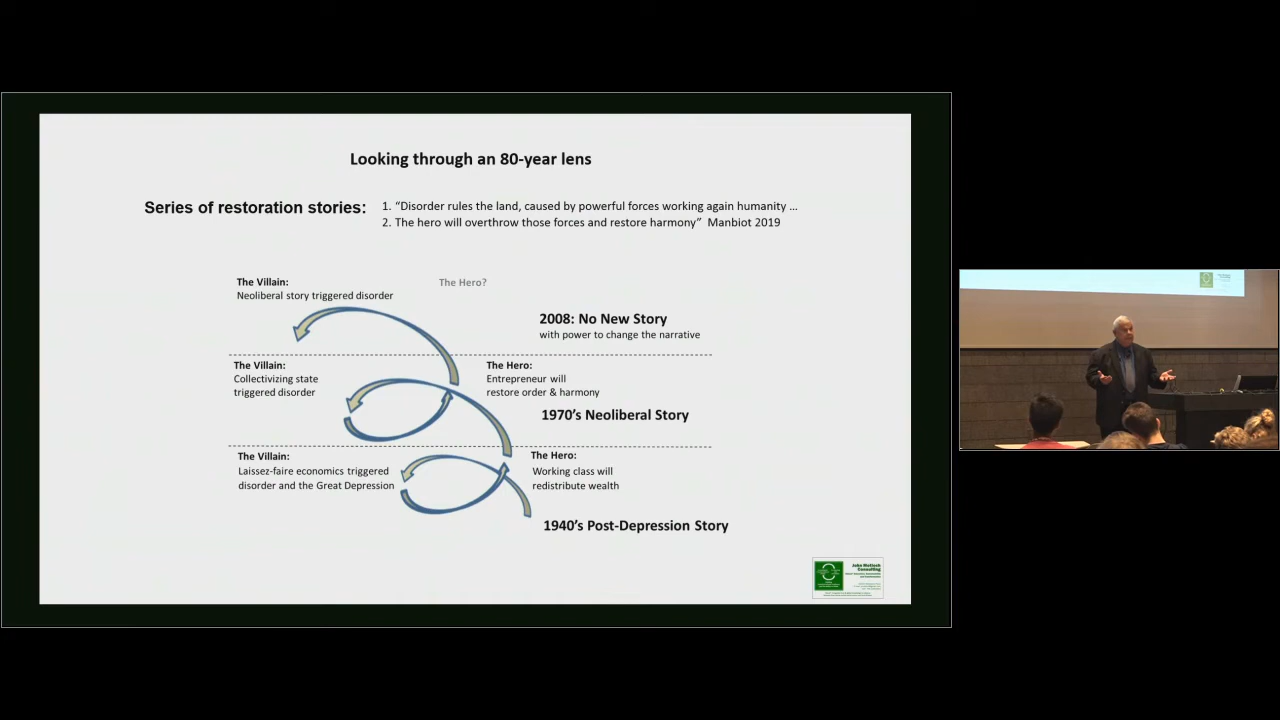 Looking through an 80-year lens
Series of restoration stories:
1. “Disorder rules the land, caused by powerful forces working again humanity ...
2. The hero will overthrow those forces and restore harmony” Manbiot 2019
The Villain:
Neoliberal story triggered disorder
The Hero?
2008: No New Story
with power to change the narrative
The Villain:
Collectivizing state
triggered disorder
The Hero:
Entrepreneur will
restore order & harmony
1970’s Neoliberal Story
The Villain:
Laissez-faire economics triggered
disorder and the Great Depression
The Hero:
Working class will
redistribute wealth
1940’s Post-Depression Story
Consulting